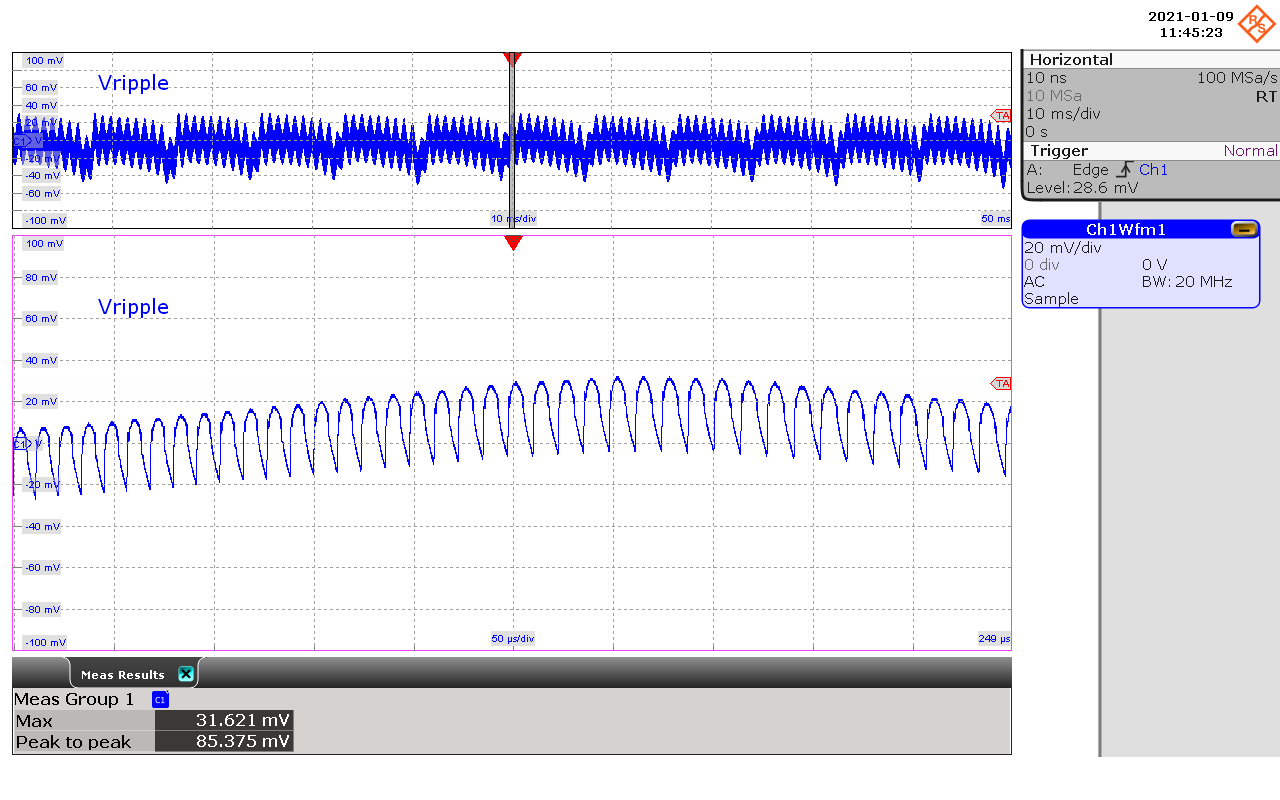 2021-01-09
11:45:23
R S
100 mV
60 mV
40 mV
20 mV
C1 V
-20 mV
-40 mV
-60 mV
-100 mV
Vripple
TA
10 ms/div
50 ms
100 mV
80 mV
60 mV
40 mV
20 mV
C1 V
-20 mV
-40 mV
-60 mV
-80 mV
-100 mV
Vripple
TA
50 µs/div
249 µs
Horizontal
10 ns 100 MSa/s
10 MSa RT
10 ms/div
0 s
Trigger Normal
A: Edge Ch1
Level: 28.6 mV
Ch1Wfm1
20 mV/div
0 div 0 V
AC BW: 20 MHz
Sample
Meas Results
Meas Group 1 C1
Max 31.621 mV
Peak to peak 85.375 mV